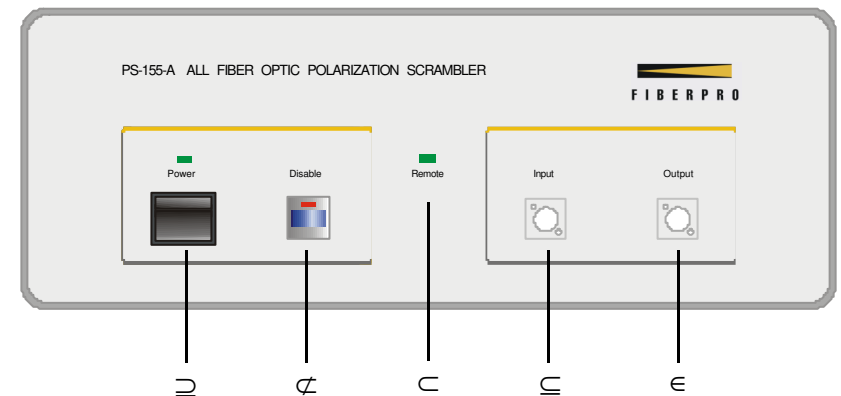 PS-155-A ALL FIBER OPTIC POLARIZATION SCRAMBLER
FIBERPRO
Power Disable Remote Input Output
⊇ ⊄ ⊂ ⊆ ∈